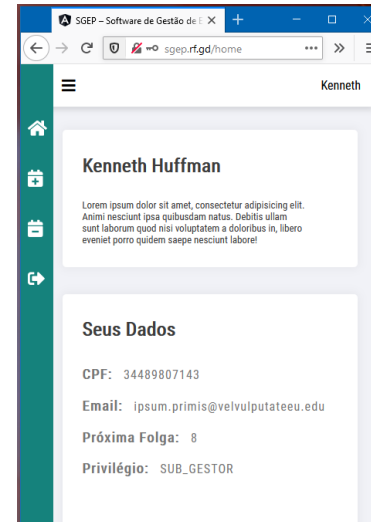 SGEP – Software de Gestão de E
sgep.rf.gd/home
Kenneth
Kenneth Huffman
Lorem ipsum dolor sit amet, consectetur adipisicing elit.
Animi nesciunt ipsa quibusdam natus. Debitis ullam
sunt laborum quod nisi voluptatem a doloribus in, libero
eveniet porro quidem saepe nesciunt labore!
Seus Dados
CPF: 34489807143
Email: ipsum.primis@velvulputateeu.edu
Próxima Folga: 8
Privilégio: SUB_GESTOR